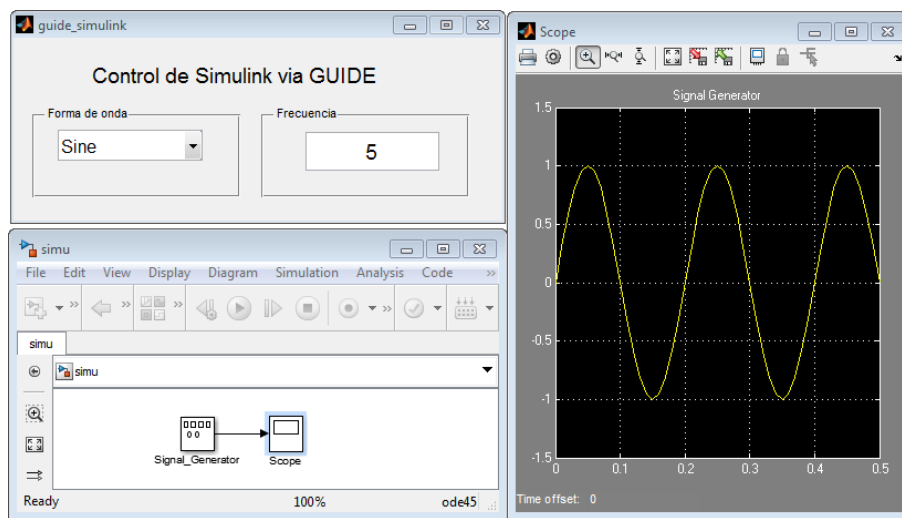 guide_simulink
Control de Simulink via GUIDE
Forma de onda
Sine
Frecuencia
5
simu
File Edit View Display Diagram Simulation Analysis Code »
» » »
simu
simu
Signal_Generator
Scope
Ready 100% ode45
Scope
Signal Generator
1.5
1
0.5
0
-0.5
-1
-1.5
0 0.1 0.2 0.3 0.4 0.5
Time offset: 0